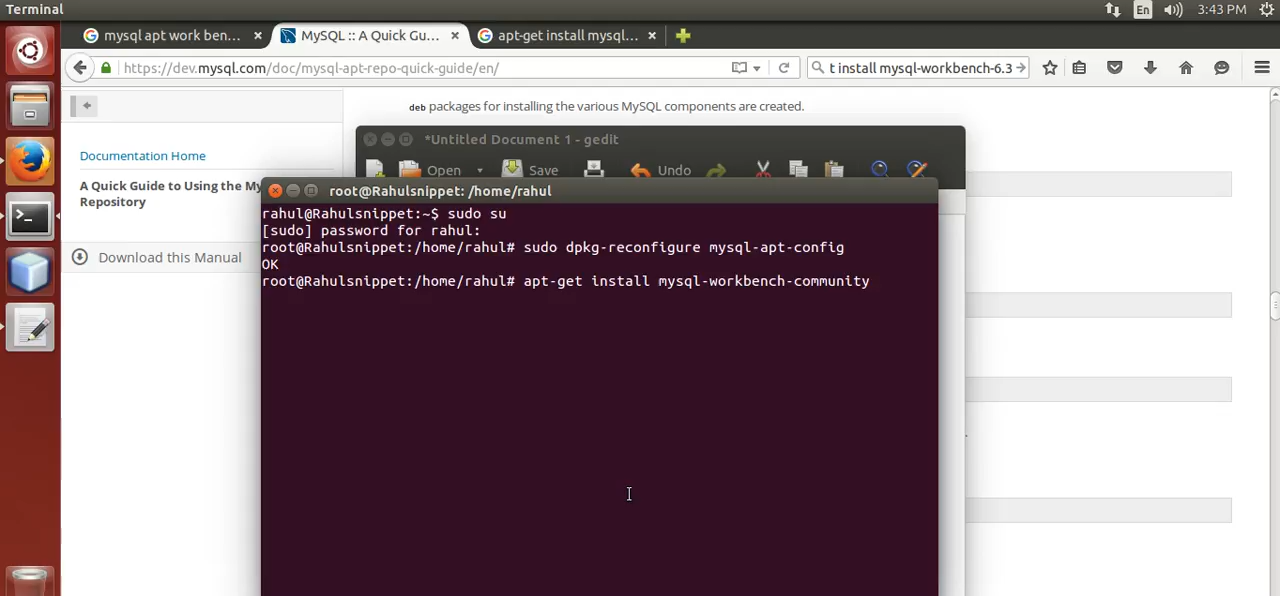 Terminal
En
3:43 PM
mysql apt work ben...
MySQL :: A Quick Gu...
apt-get install mysql...
https://dev.mysql.com/doc/mysql-apt-repo-quick-guide/en/
t install mysql-workbench-6.3
deb packages for installing the various MySQL components are created.
*Untitled Document 1 - gedit
Documentation Home
Open
Save
Undo
A Quick Guide to Using the My
Repository
root@Rahulsnippet: /home/rahul
rahul@Rahulsnippet:~$ sudo su
[sudo] password for rahul:
root@Rahulsnippet:/home/rahul# sudo dpkg-reconfigure mysql-apt-config
Download this Manual
OK
root@Rahulsnippet:/home/rahul# apt-get install mysql-workbench-community